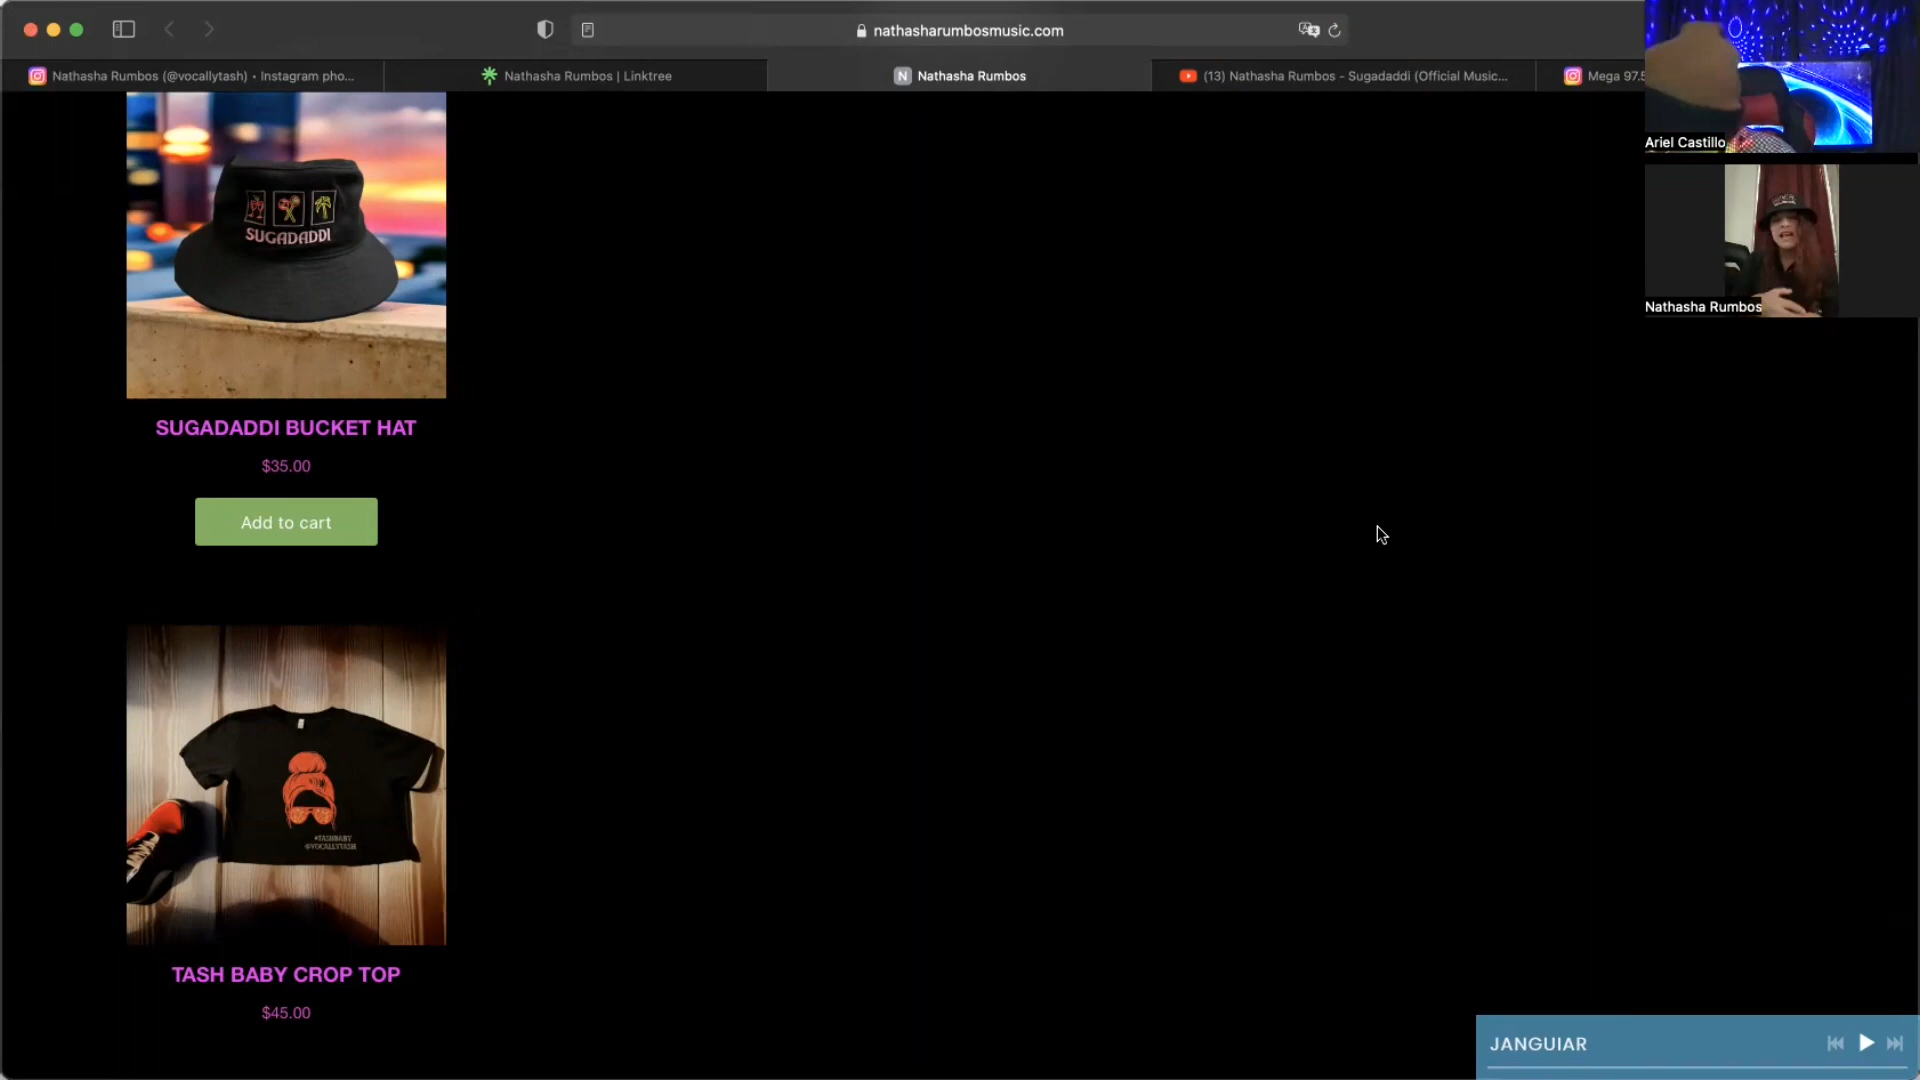 nathasharumbosmusic.com
Nathasha Rumbos (@vocallytash) • Instagram pho...
Nathasha Rumbos | Linktree
N Nathasha Rumbos
(13) Nathasha Rumbos - Sugadaddi (Official Music...
Mega 97.5
Ariel Castillo
Nathasha Rumbos
SUGADADDI
SUGADADDI BUCKET HAT
$35.00
Add to cart
#TASHBABY
@VOCALLYTASH
TASH BABY CROP TOP
$45.00
JANGUIAR